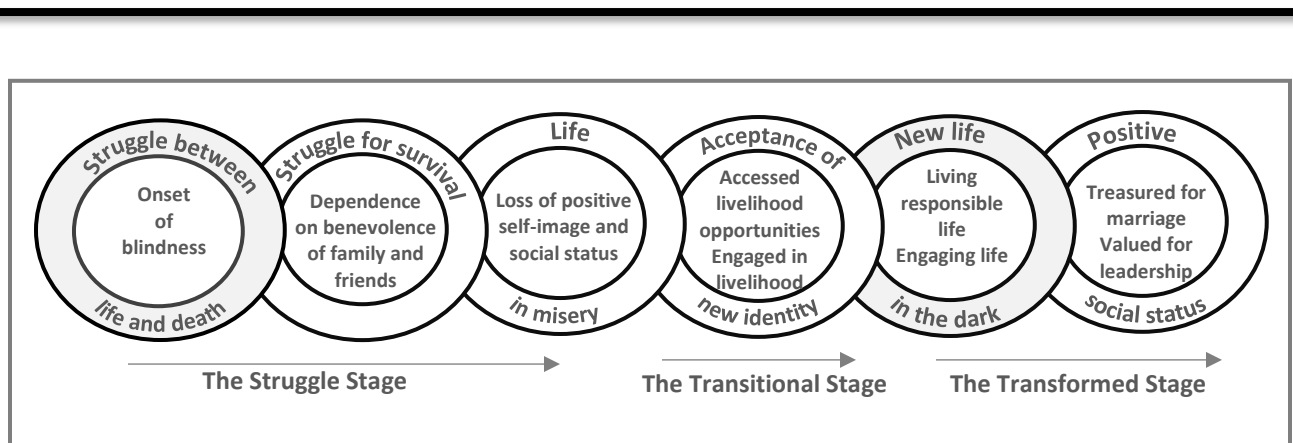 Struggle between
Onset
of
blindness
life and death
Struggle for survival
Dependence
on benevolence
of family and
friends
Life
Loss of positive
self-image and
social status
in misery
Acceptance of
Accessed
livelihood
opportunities
Engaged in
livelihood
new identity
New life
Living
responsible
life
Engaging life
in the dark
Positive
Treasured for
marriage
Valued for
leadership
social status
The Struggle Stage
The Transitional Stage
The Transformed Stage